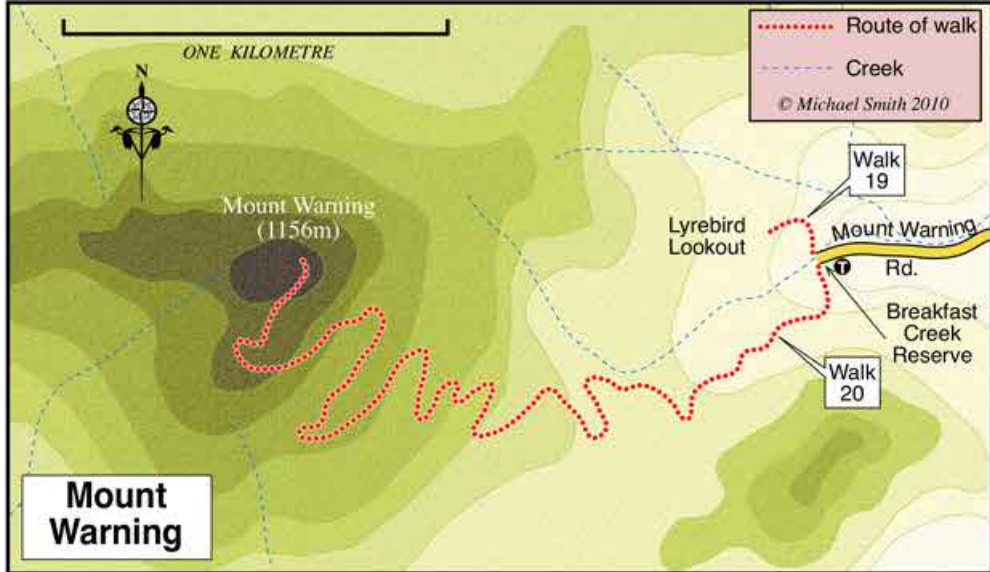 ONE KILOMETRE
Route of walk
Creek
© Michael Smith 2010
N
Mount Warning
(1156m)
Walk
19
Lyrebird
Lookout
Mount Warning
Rd.
T
Breakfast
Creek
Reserve
Walk
20
Mount
Warning